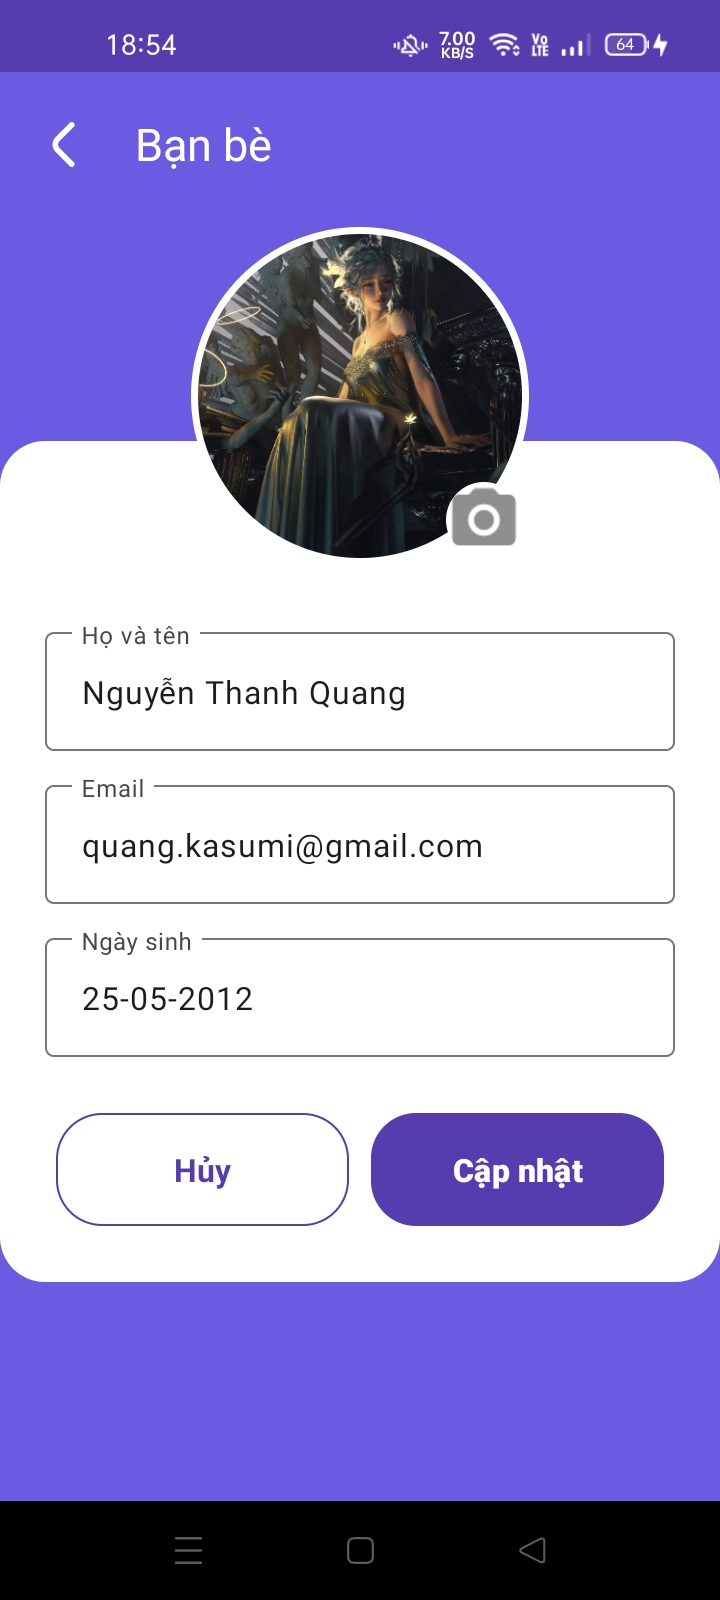 18:54 7.00 KB/S VO LTE 64
Bạn bè
Họ và tên
Nguyễn Thanh Quang
Email
quang.kasumi@gmail.com
Ngày sinh
25-05-2012
Hủy Cập nhật